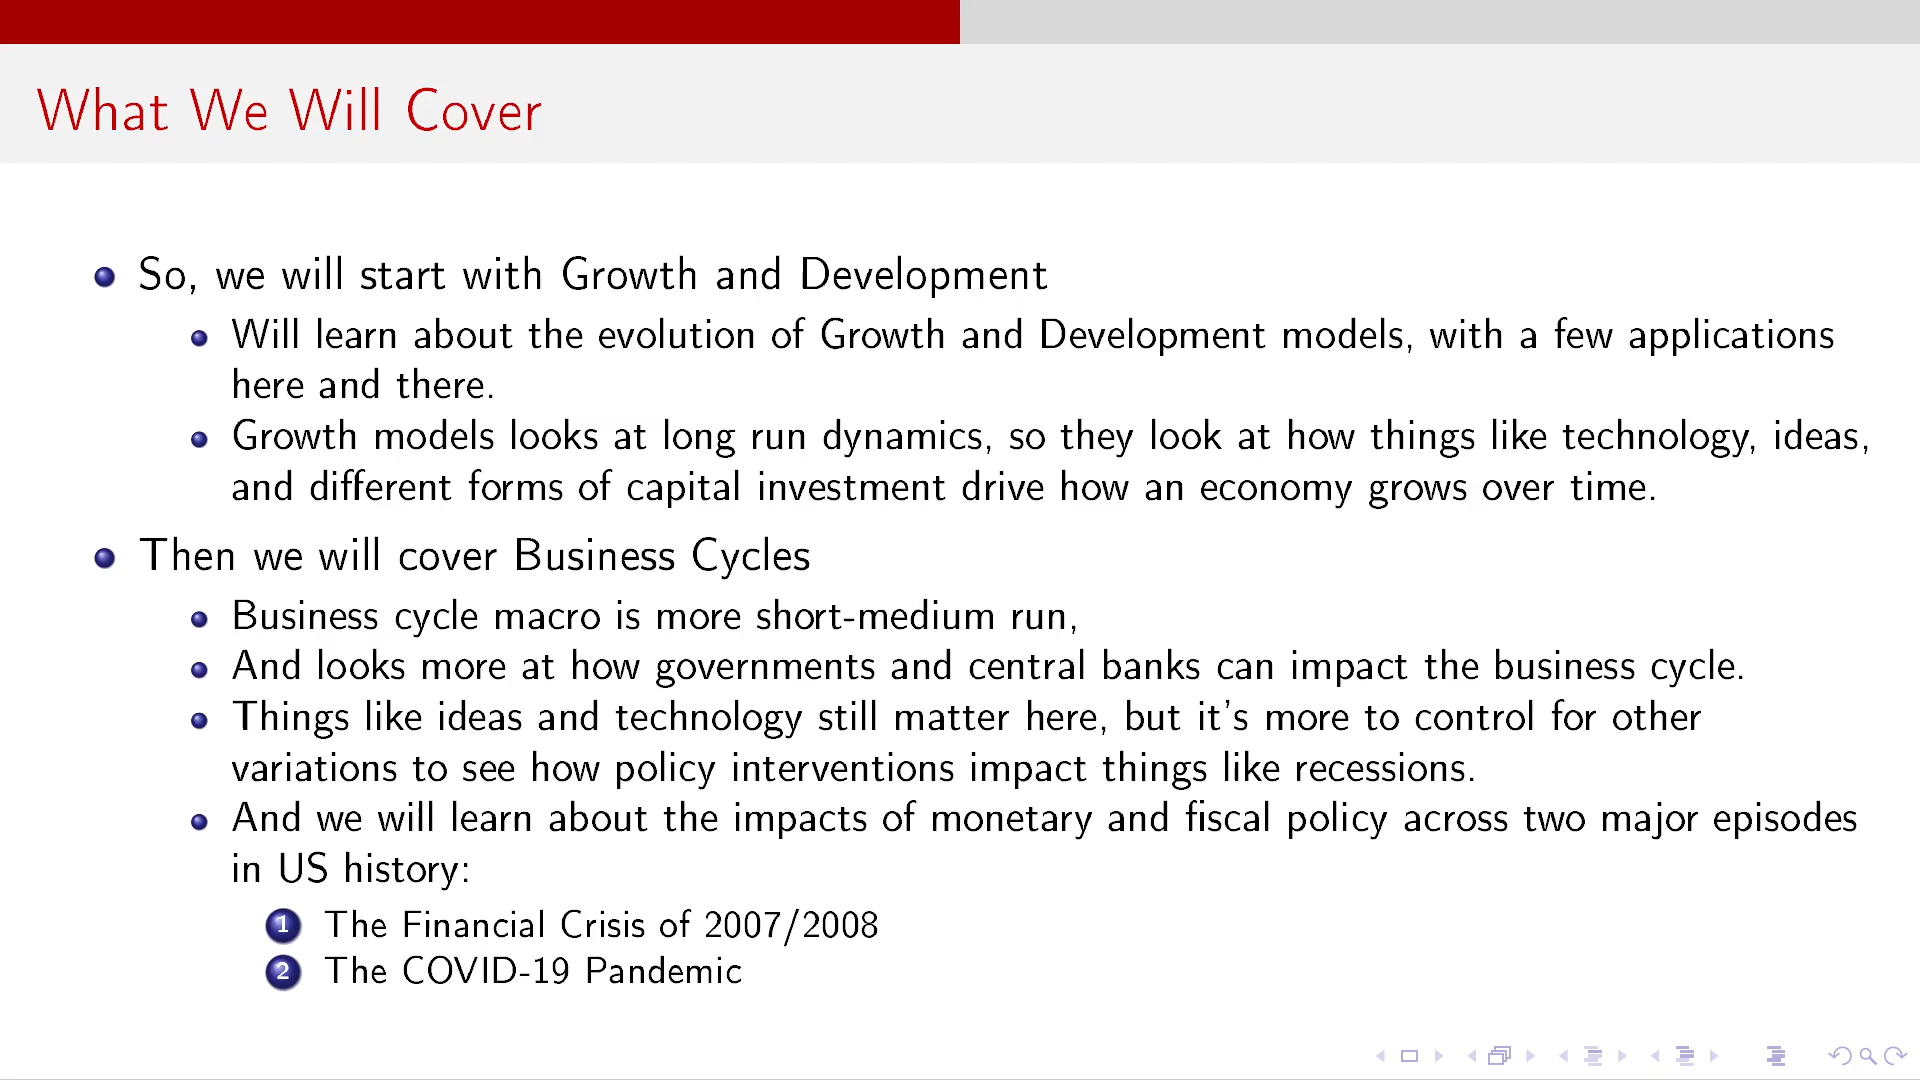 What We Will Cover
So, we will start with Growth and Development
Will learn about the evolution of Growth and Development models, with a few applications
here and there.
Growth models looks at long run dynamics, so they look at how things like technology, ideas,
and different forms of capital investment drive how an economy grows over time.
Then we will cover Business Cycles
Business cycle macro is more short-medium run,
And looks more at how governments and central banks can impact the business cycle.
Things like ideas and technology still matter here, but it's more to control for other
variations to see how policy interventions impact things like recessions.
And we will learn about the impacts of monetary and fiscal policy across two major episodes
in US history:
1 The Financial Crisis of 2007/2008
2 The COVID-19 Pandemic